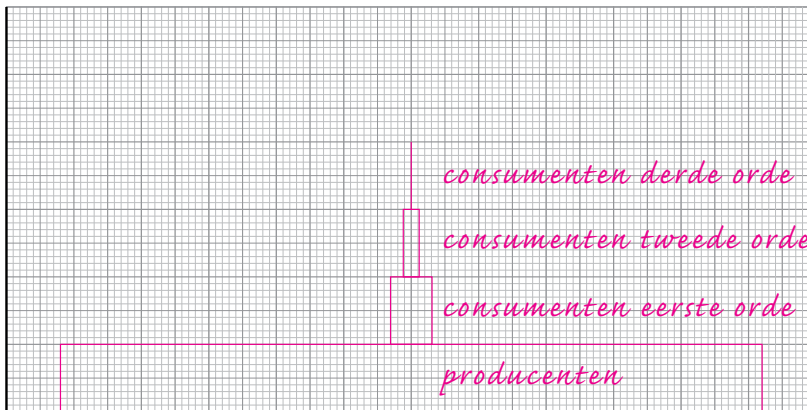 consumenten derde orde
consumenten tweede orde
consumenten eerste orde
producenten